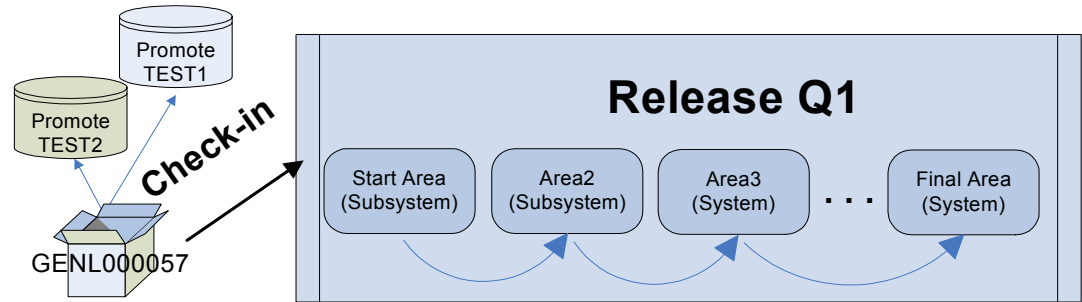 Promote
TEST1
Promote
TEST2
Check-in
GENL000057
Release Q1
Start Area
(Subsystem)
Area2
(Subsystem)
Area3
(System)
. . .
Final Area
(System)